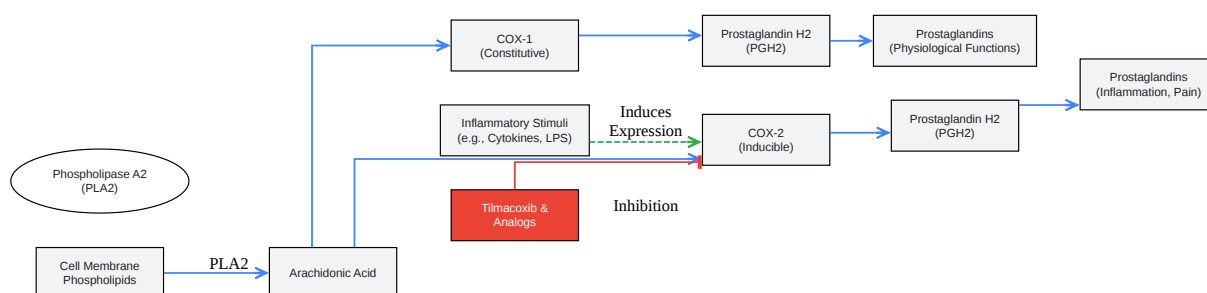 COX-1
(Constitutive)
Prostaglandin H2
(PGH2)
Prostaglandins
(Physiological Functions)
Prostaglandins
(Inflammation, Pain)
Inflammatory Stimuli
(e.g., Cytokines, LPS)
Induces
Expression
COX-2
(Inducible)
Prostaglandin H2
(PGH2)
Phospholipase A2
(PLA2)
Tilmacoxib &
Analogs
Inhibition
Cell Membrane
Phospholipids
PLA2
Arachidonic Acid